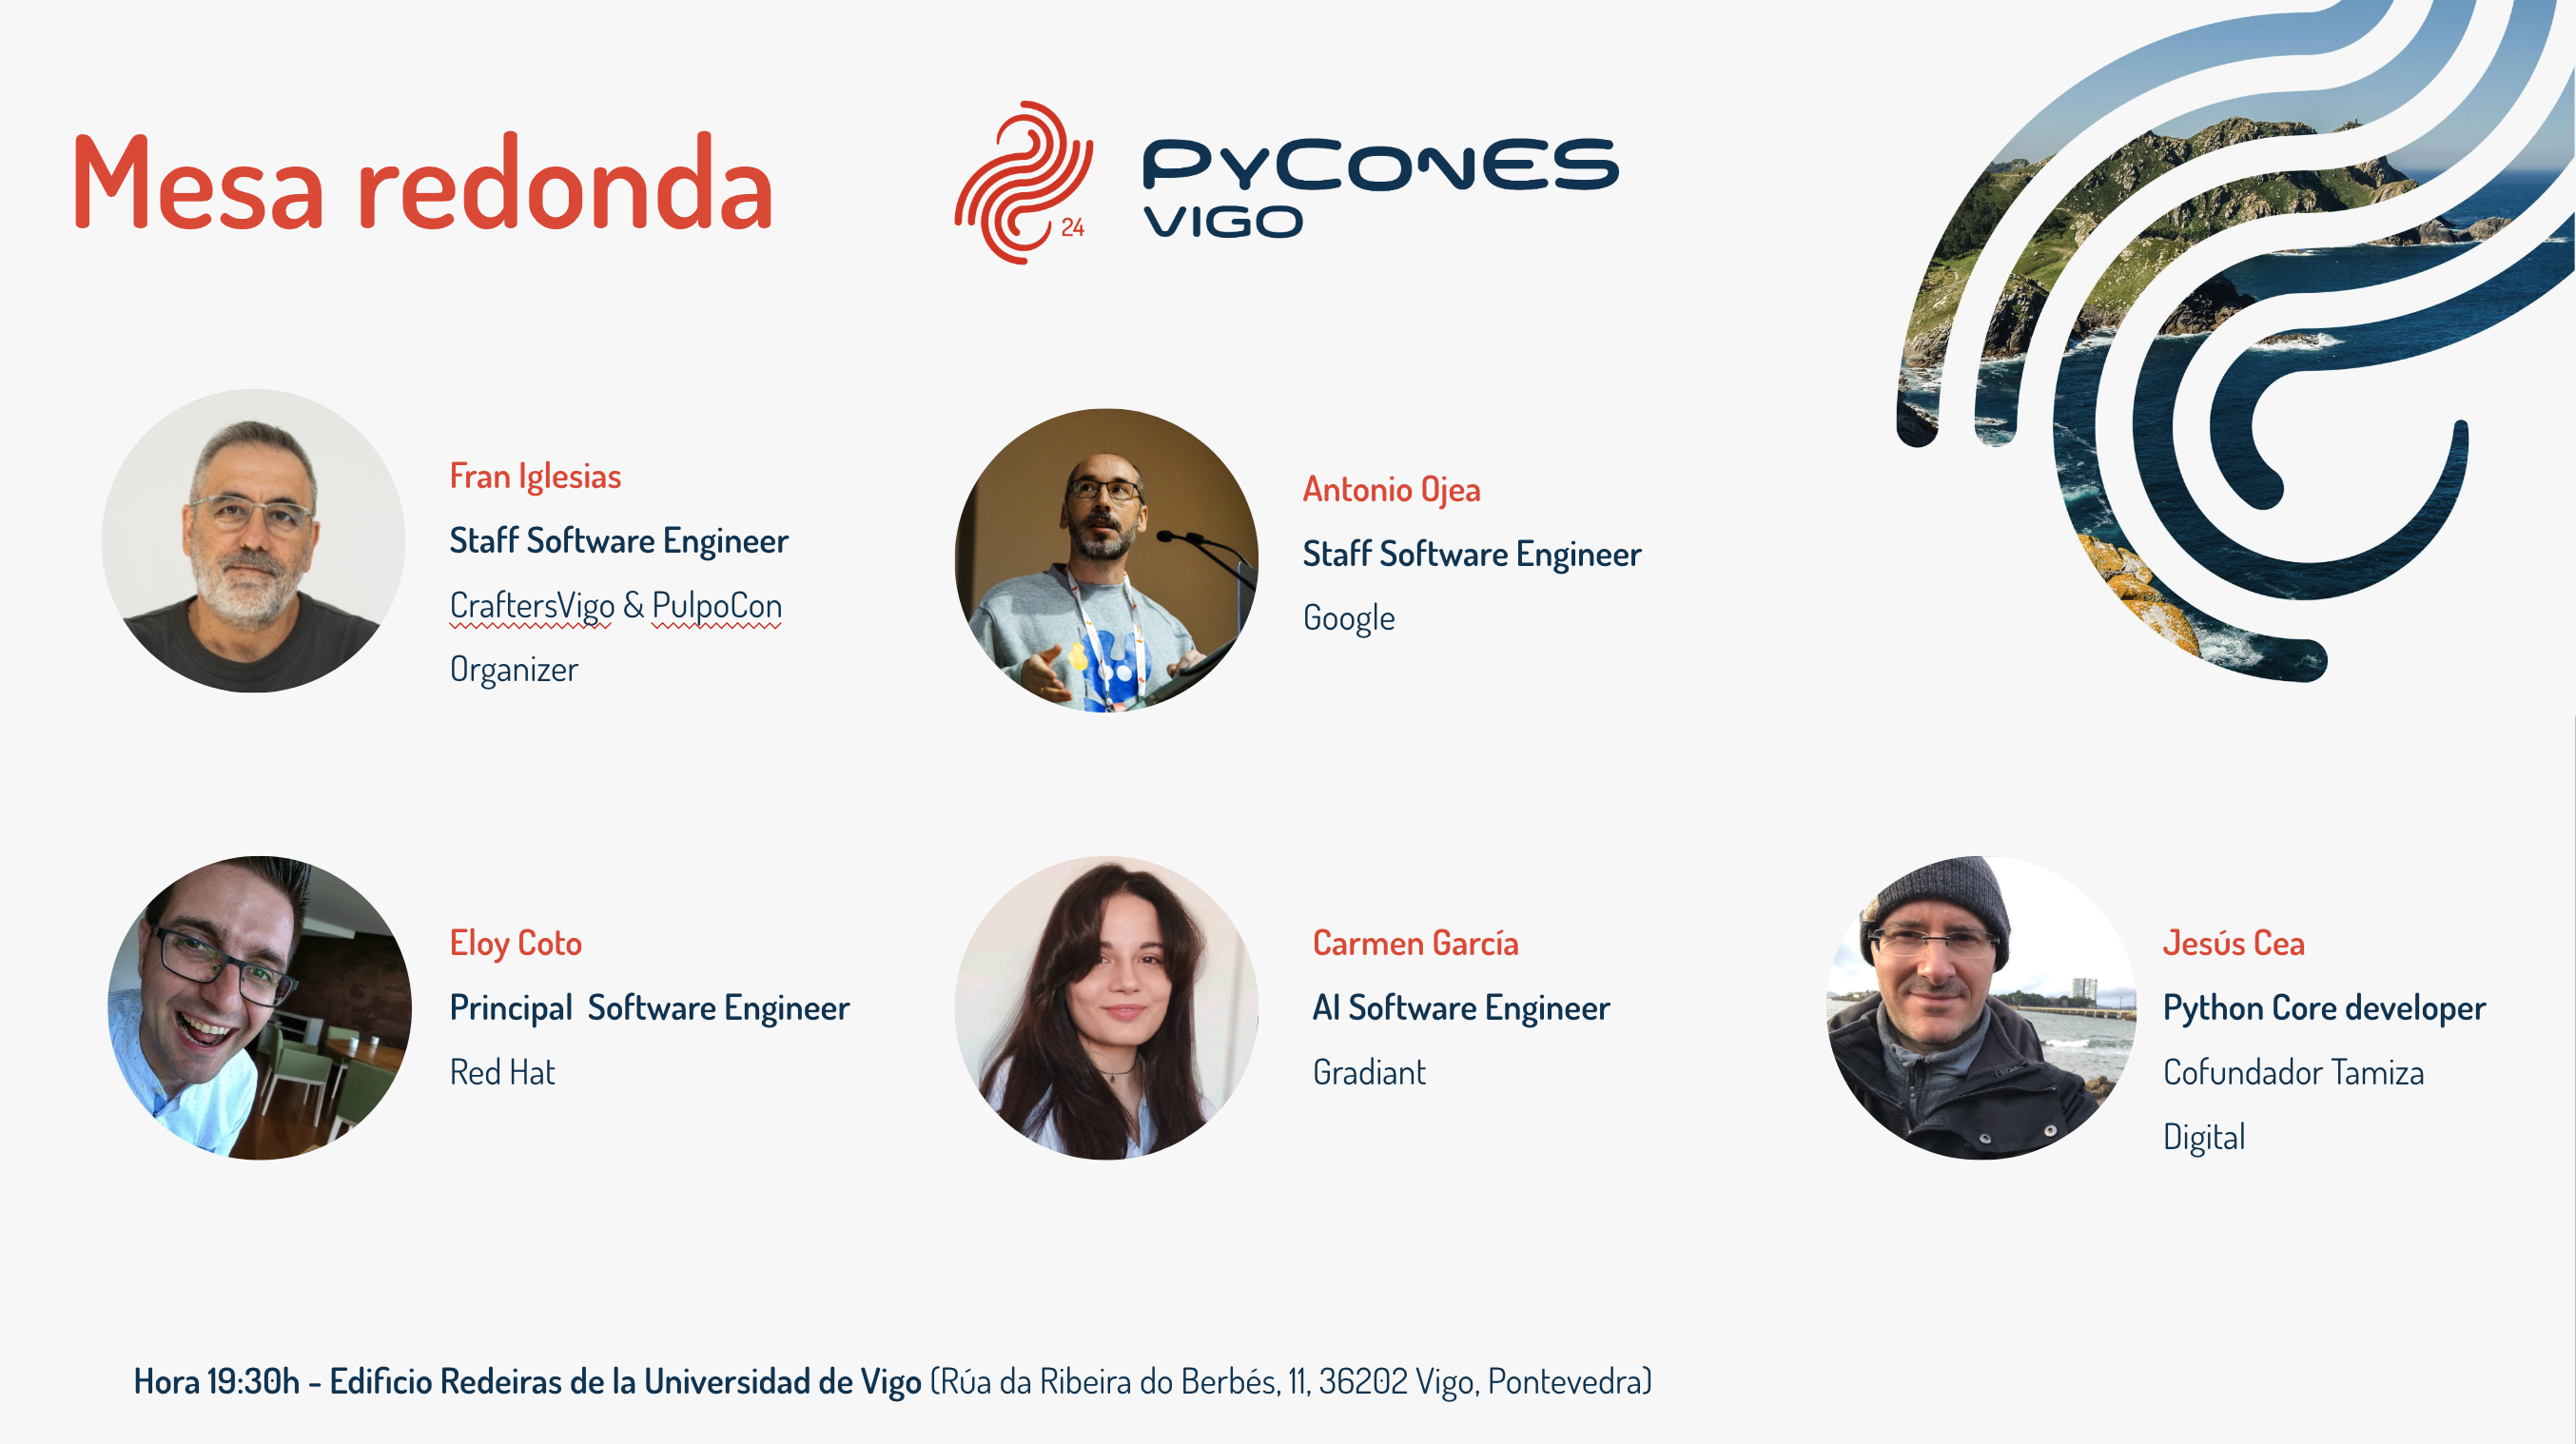 Mesa redonda
PYCONES
VIGO
24
Fran Iglesias
Staff Software Engineer
CraftersVigo & PulpoCon
Organizer
Antonio Ojea
Staff Software Engineer
Google
Eloy Coto
Principal  Software Engineer
Red Hat
Carmen García
AI Software Engineer
Gradiant
Jesús Cea
Python Core developer
Cofundador Tamiza
Digital
Hora 19:30h - Edificio Redeiras de la Universidad de Vigo (Rúa da Ribeira do Berbés, 11, 36202 Vigo, Pontevedra)